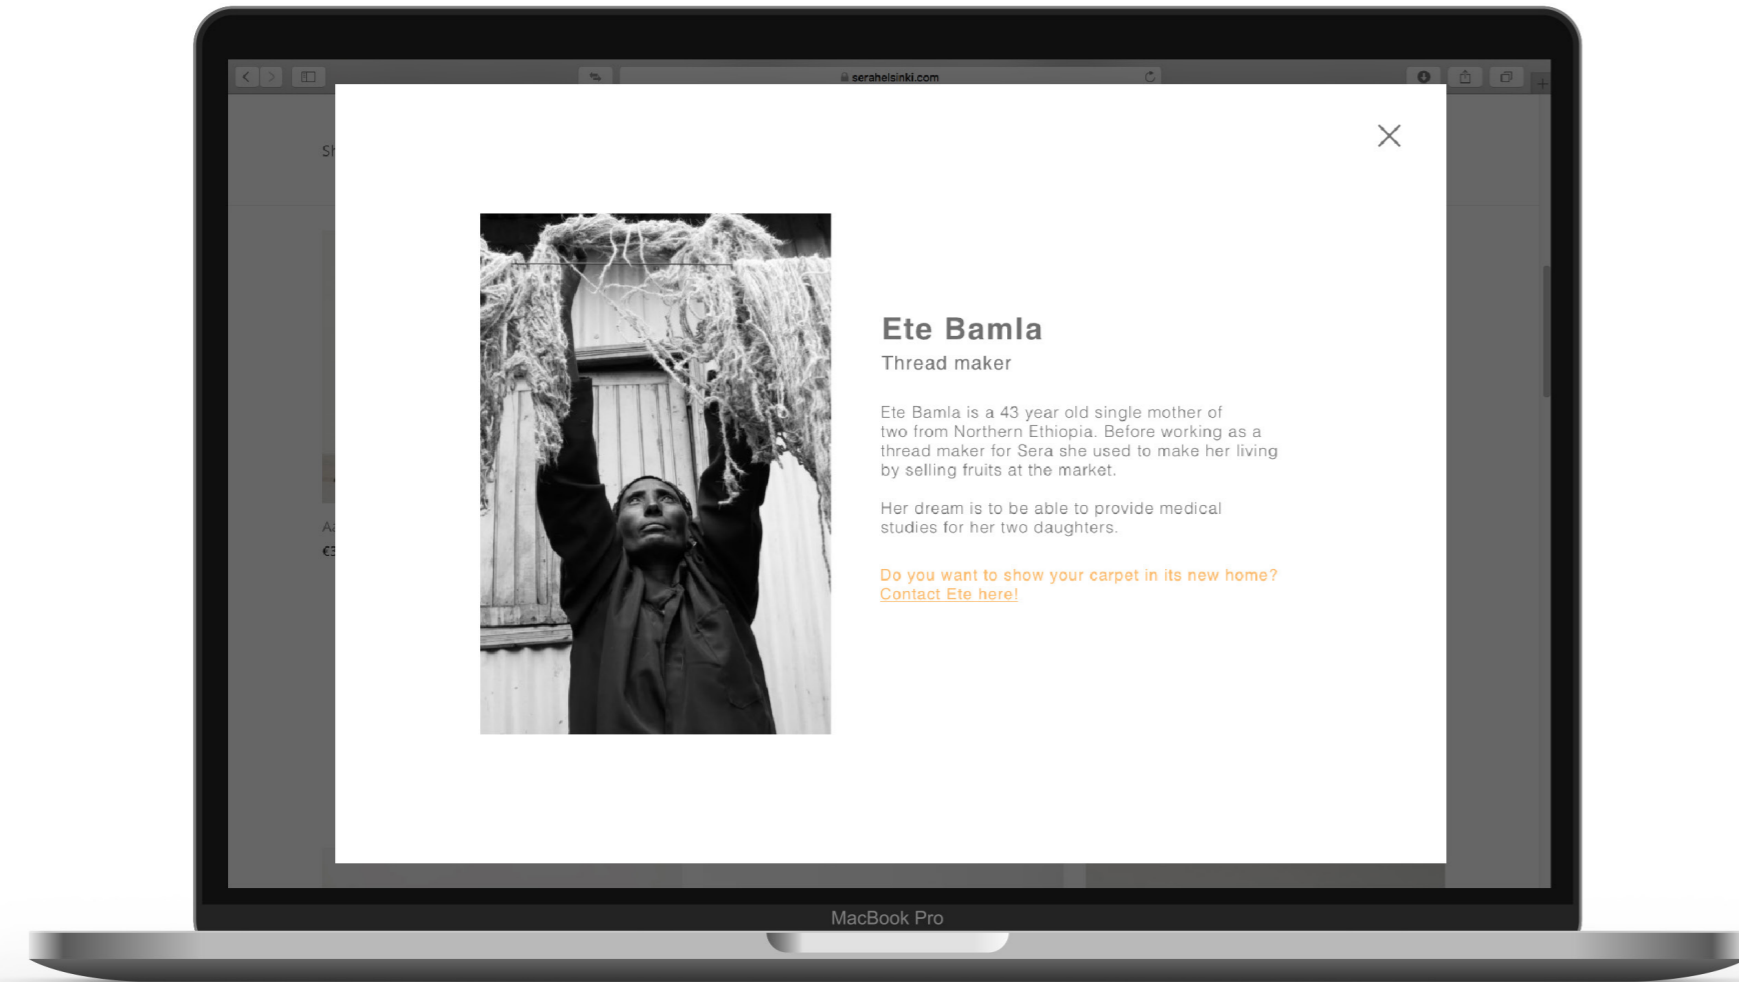 serahelsinki.com
Ete Bamla
Thread maker
Ete Bamla is a 43 year old single mother of
two from Northern Ethiopia. Before working as a
thread maker for Sera she used to make her living
by selling fruits at the market.
Her dream is to be able to provide medical
studies for her two daughters.
Do you want to show your carpet in its new home?
Contact Ete here!
MacBook Pro